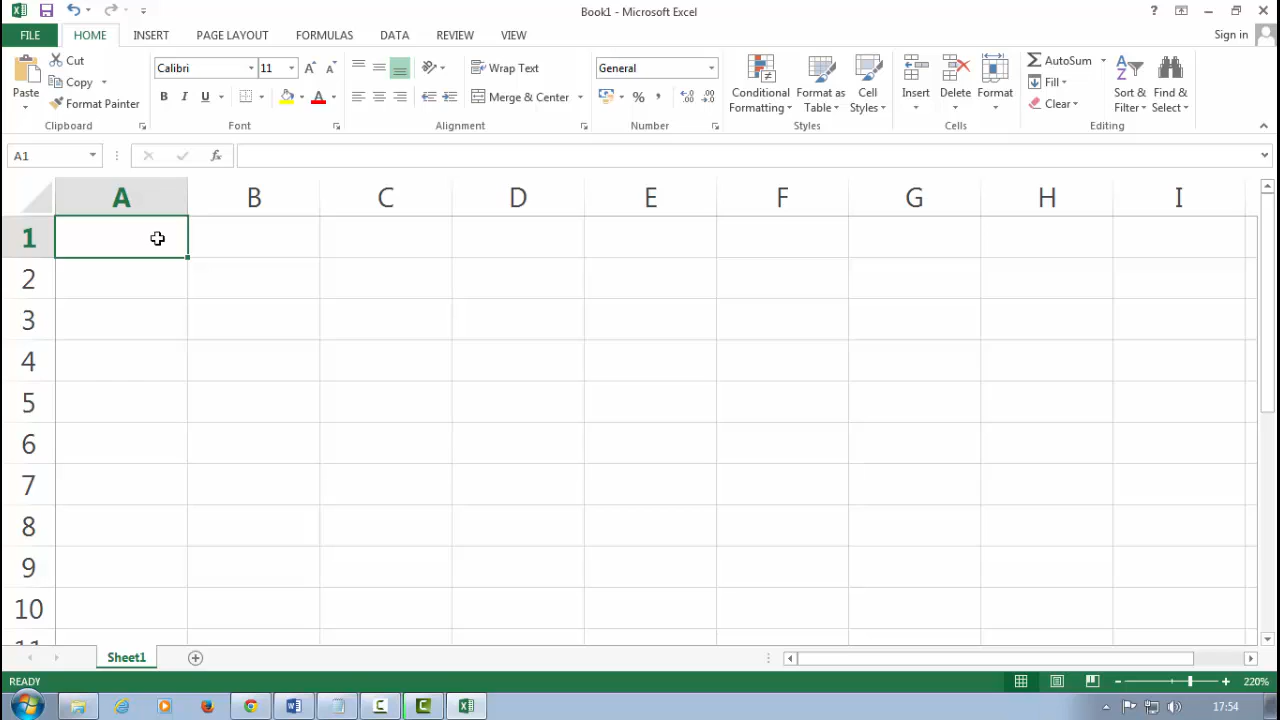 Book1 - Microsoft Excel
?
FILE HOME INSERT PAGE LAYOUT FORMULAS DATA REVIEW VIEW Sign in
Cut
Copy
Format Painter
Paste
Clipboard
Calibri 11
B I U A
Font
Wrap Text
Merge & Center
Alignment
General
% ,
Number
Conditional Formatting
Format as Table
Cell Styles
Styles
Insert Delete Format
Cells
AutoSum
Fill
Clear
Sort & Filter
Find & Select
Editing
A1 fx
A B C D E F G H I
1
2
3
4
5
6
7
8
9
10
11
Sheet1
READY 220%
17:54